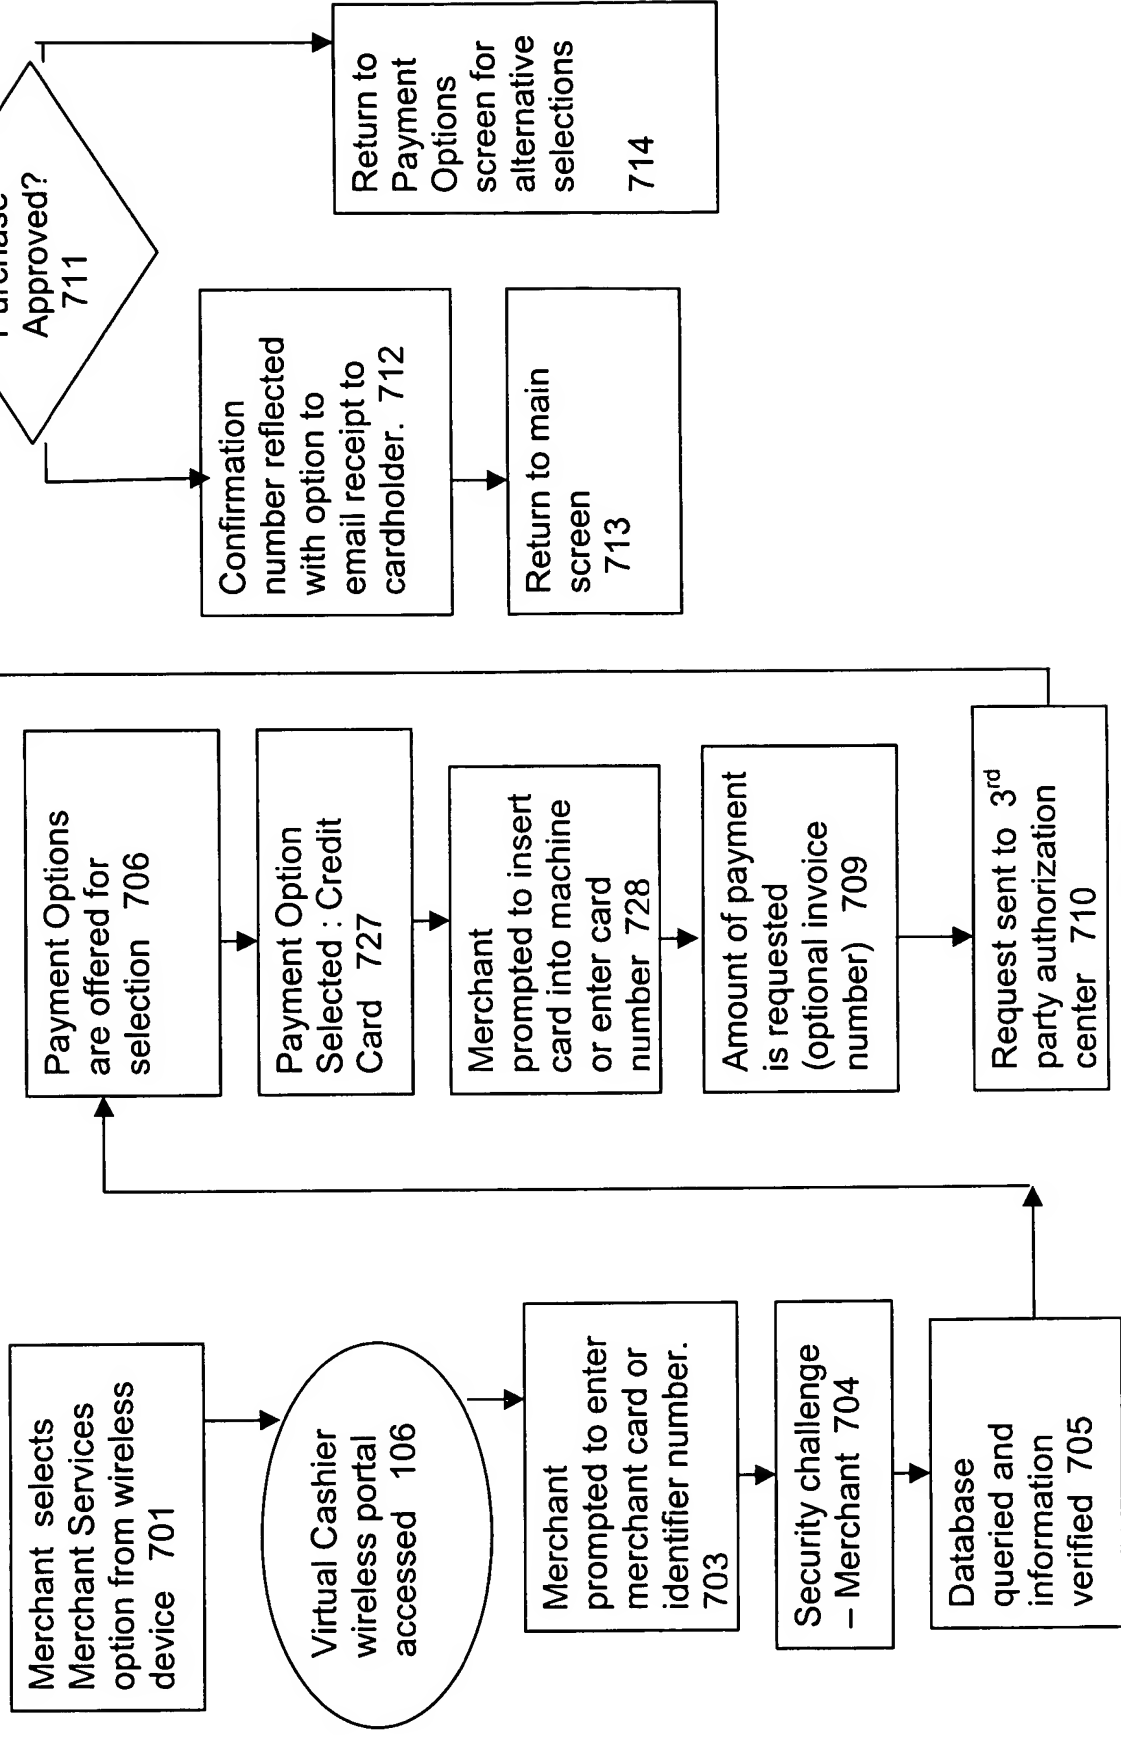 Merchant selects
Merchant Services
option from wireless
device 701
Virtual Cashier
wireless portal
accessed 106
Merchant
prompted to enter
merchant card or
identifier number.
703
Security challenge
– Merchant 704
Database
queried and
information
verified 705
Payment Options
are offered for
selection 706
Payment Option
Selected : Credit
Card 727
Merchant
prompted to insert
card into machine
or enter card
number 728
Amount of payment
is requested
(optional invoice
number) 709
Request sent to 3rd
party authorization
center 710
Approved?
711
Confirmation
number reflected
with option to
email receipt to
cardholder. 712
Return to main
screen
713
Return to
Payment
Options
screen for
alternative
selections
714